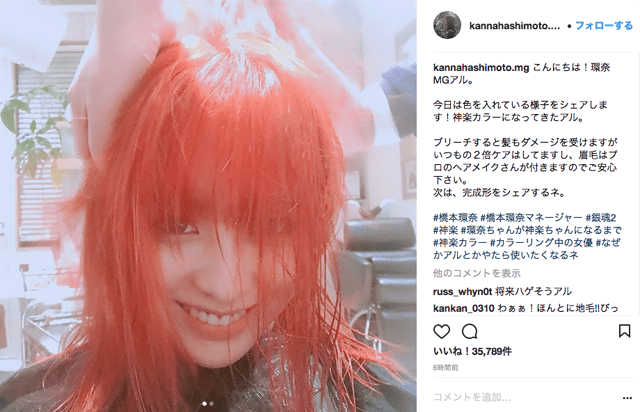 kannahashimoto.... • フォローする
kannahashimoto.mg こんにちは！環奈
MGアル。
今日は色を入れている様子をシェアしま
す！神楽カラーになってきたアル。
ブリーチすると髪もダメージを受けますが
いつもの２倍ケアはしてますし、眉毛はプ
ロのヘアメイクさんが付きますのでご安心
下さい。
次は、完成形をシェアするネ。
#橋本環奈 #橋本環奈マネージャー #銀魂2
#神楽 #環奈ちゃんが神楽ちゃんになるまで
#神楽カラー #カラーリング中の女優 #なぜ
かアルとかやたら使いたくなるネ
他のコメントを表示
russ_whyn0t 将来ハゲそうアル
kankan_0310 わぁぁ！ほんとに地毛!!びっ
いいね！35,789件
6時間前
コメントを追加...